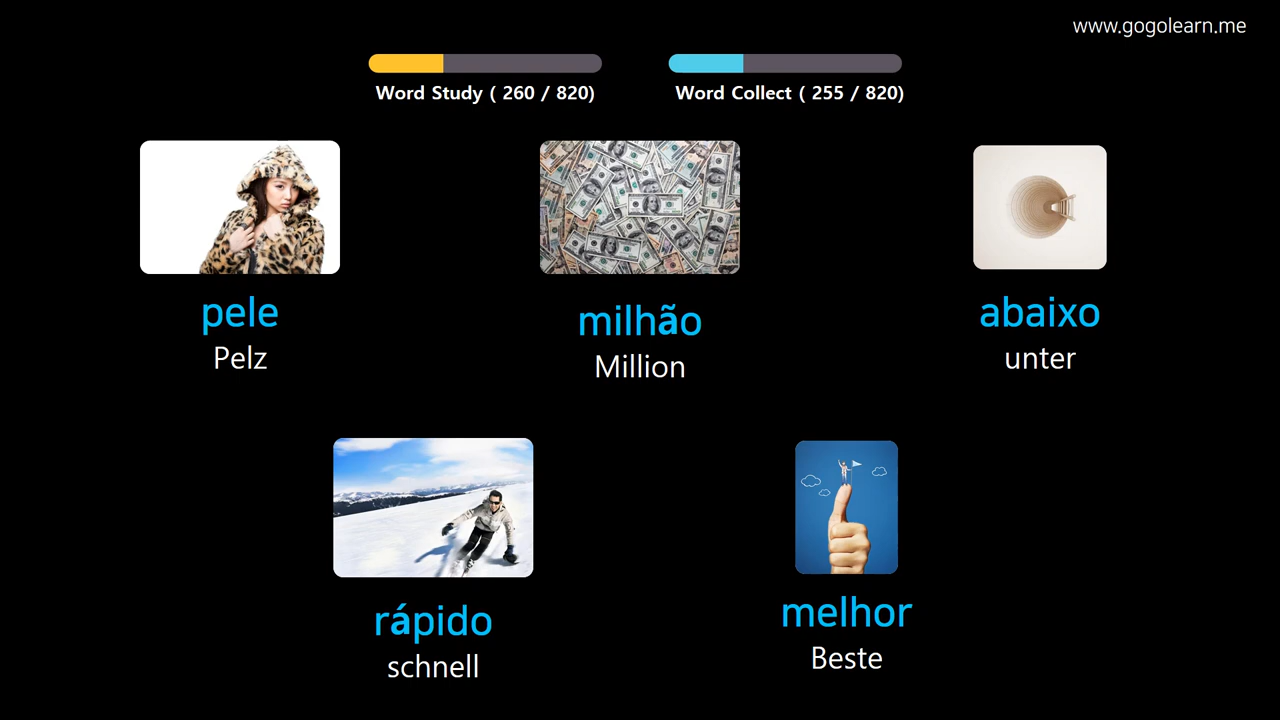 www.gogolearn.me
Word Study ( 260 / 820)
Word Collect ( 255 / 820)
pele
Pelz
milhão
Million
abaixo
unter
rápido
schnell
melhor
Beste